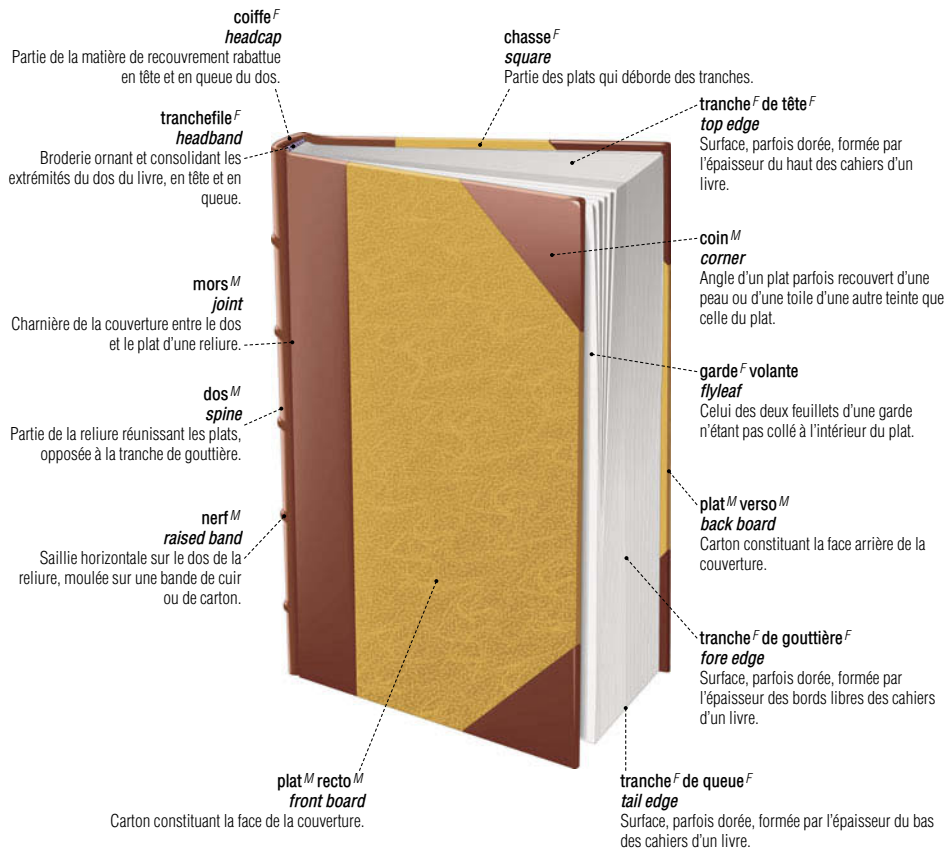 coiffe F
headcap
Partie de la matière de recouvrement rabattue
en tête et en queue du dos.
tranchefile F
headband
Broderie ornant et consolidant les
extrémités du dos du livre, en tête et en
queue.
mors M
joint
Charnière de la couverture entre le dos
et le plat d'une reliure.
dos M
spine
Partie de la reliure réunissant les plats,
opposée à la tranche de gouttière.
nerf M
raised band
Saillie horizontale sur le dos de la
reliure, moulée sur une bande de cuir
ou de carton.
plat M recto M
front board
Carton constituant la face de la couverture.
chasse F
square
Partie des plats qui déborde des tranches.
tranche F de tête F
top edge
Surface, parfois dorée, formée par
l'épaisseur du haut des cahiers d'un
livre.
coin M
corner
Angle d'un plat parfois recouvert d'une
peau ou d'une toile d'autre teinte que
celle du plat.
garde F volante
flyleaf
Celui des deux feuillets d'une garde
n'étant pas collé à l'intérieur du plat.
plat M verso M
back board
Carton constituant la face arrière de la
couverture.
tranche F de gouttière F
fore edge
Surface, parfois dorée, formée par
l'épaisseur des bords libres des cahiers
d'un livre.
tranche F de queue F
tail edge
Surface, parfois dorée, formée par l'épaisseur du bas
des cahiers d'un livre.